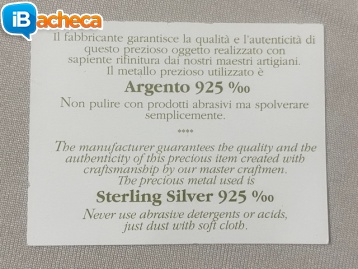 iBacheca
Il fabbricante garantisce la qualità e l'autenticità di
questo prezioso oggetto realizzato con
sapiente rifinitura dai nostri maestri artigiani.
Il metallo prezioso utilizzato è
Argento 925 ‰
Non pulire con prodotti abrasivi ma spolverare
semplicemente.
****
The manufacturer guarantees the quality and the
authenticity of this precious item created with
craftsmanship by our master craftmen.
The precious metal used is
Sterling Silver 925 ‰
Never use abrasive detergents or acids,
just dust with soft cloth.